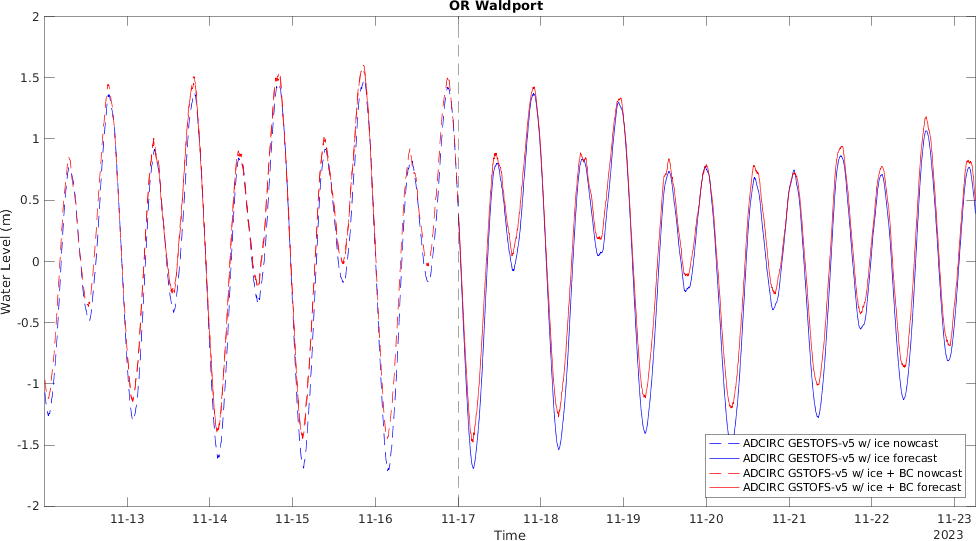 OR Waldport
2
1.5
1
0.5
0
-0.5
-1
-1.5
-2
Water Level (m)
11-13 11-14 11-15 11-16 11-17 11-18 11-19 11-20 11-21 11-22 11-23
2023
Time
ADCIRC GESTOFS-v5 w/ ice nowcast
ADCIRC GESTOFS-v5 w/ ice forecast
ADCIRC GSTOFS-v5 w/ ice + BC nowcast
ADCIRC GSTOFS-v5 w/ ice + BC forecast